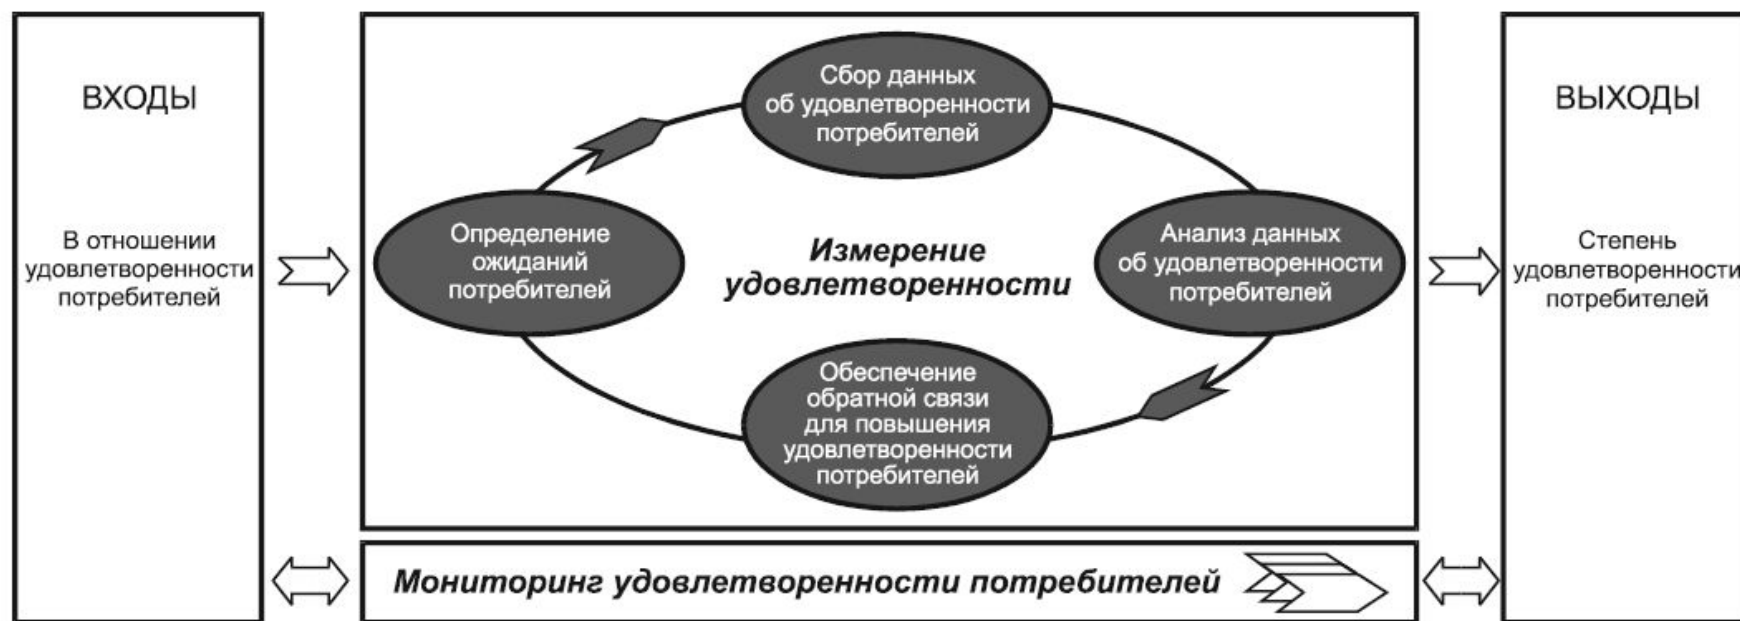 ВХОДЫ
В отношении
удовлетворенности
потребителей
Сбор данных
об удовлетворенности
потребителей
Определение
ожиданий
потребителей
Измерение
удовлетворенности
Анализ данных
об удовлетворенности
потребителей
Обеспечение
обратной связи
для повышения
удовлетворенности
потребителей
ВЫХОДЫ
Степень
удовлетворенности
потребителей
Мониторинг удовлетворенности потребителей